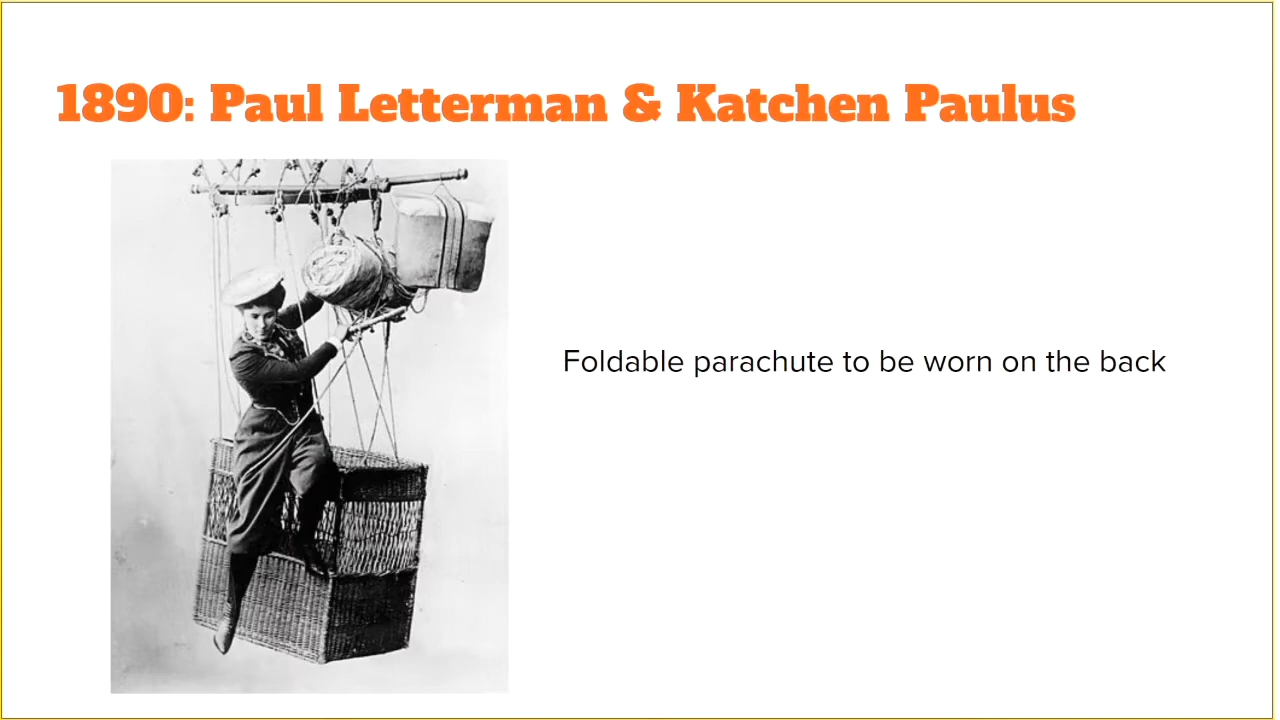 1890: Paul Letterman & Katchen Paulus
Foldable parachute to be worn on the back